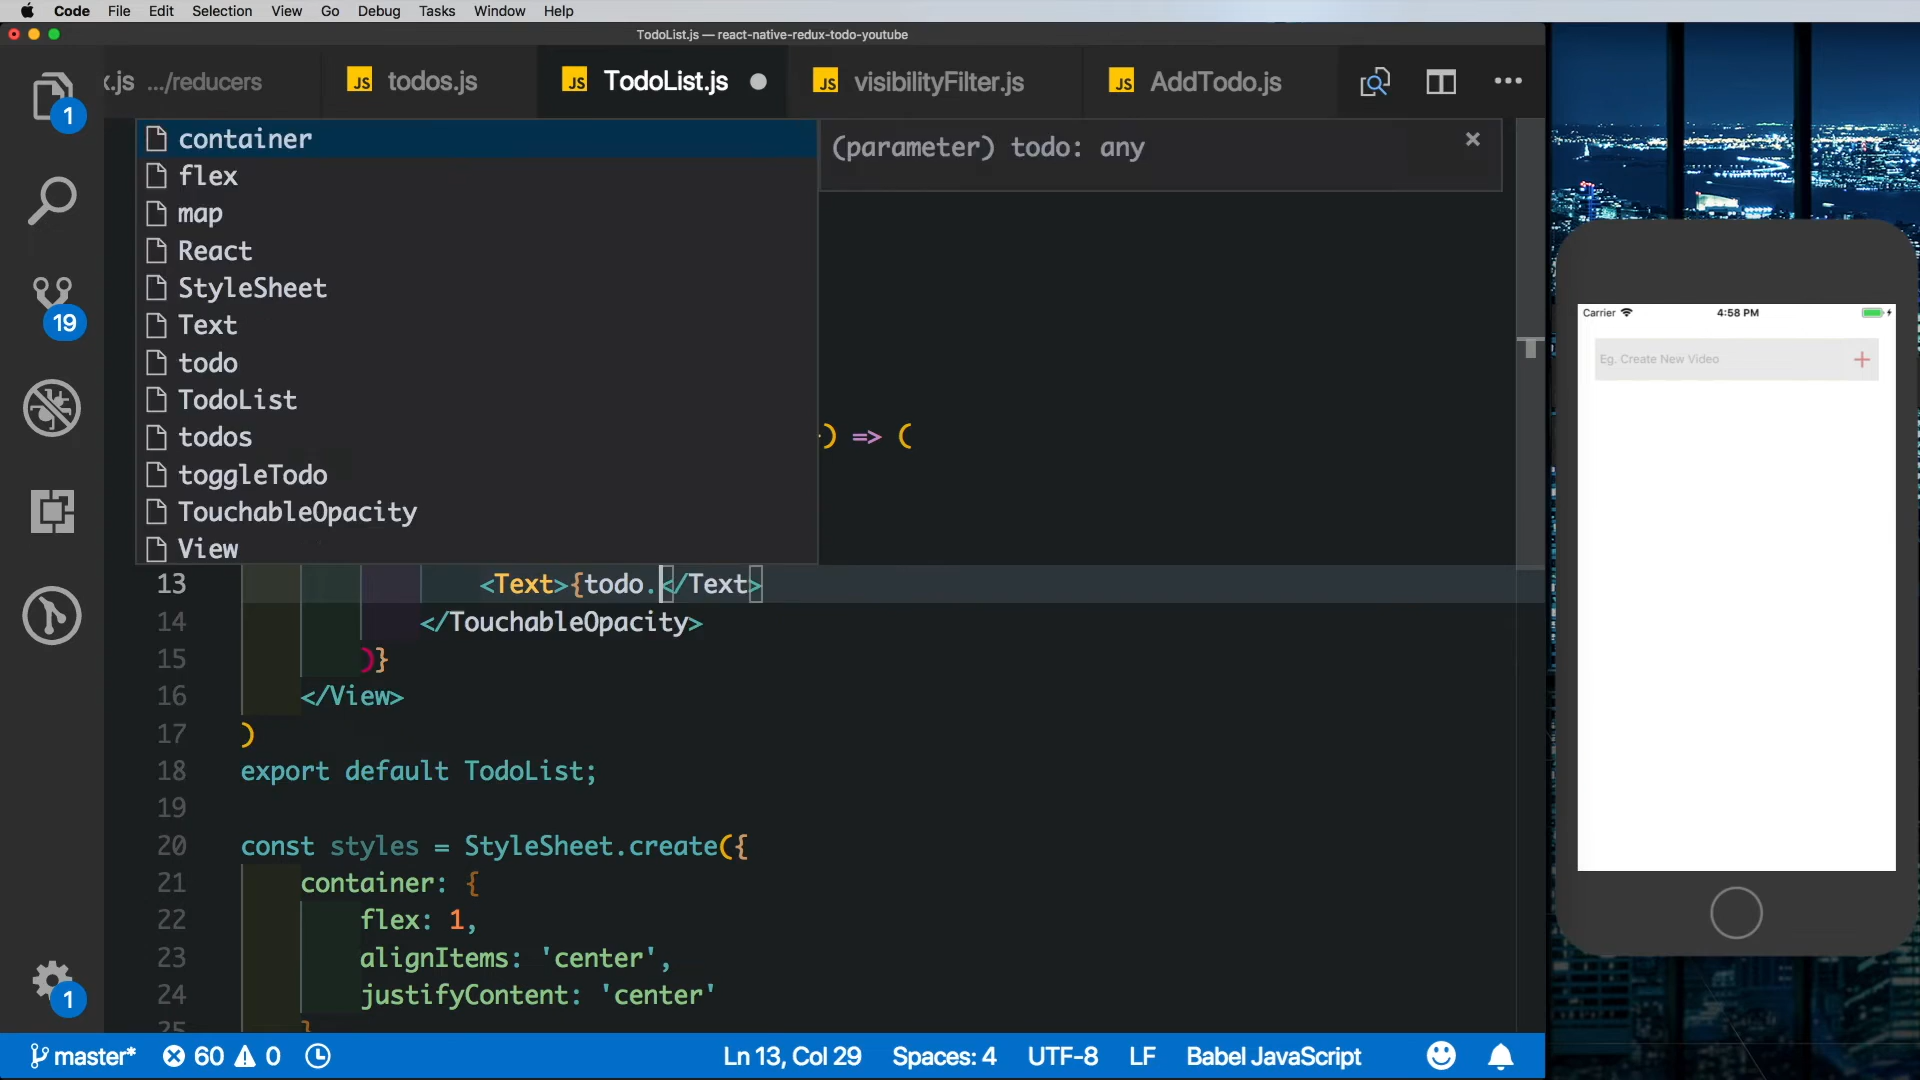 Code File Edit Selection View Go Debug Tasks Window Help
TodoList.js — react-native-redux-todo-youtube
.js .../reducers
JS todos.js
JS TodoList.js
JS visibilityFilter.js
JS AddTodo.js
1
19
1
container
flex
map
React
StyleSheet
Text
todo
TodoList
todos
toggleTodo
TouchableOpacity
View
(parameter) todo: any
) => (
13 <Text>{todo.</Text>
14 </TouchableOpacity>
15 )}
16 </View>
17 )
18 export default TodoList;
19
20 const styles = StyleSheet.create({
21 container: {
22 flex: 1,
23 alignItems: 'center',
24 justifyContent: 'center'
25 }
master* 60 0 Ln 13, Col 29 Spaces: 4 UTF-8 LF Babel JavaScript
Carrier 4:58 PM
Eg. Create New Video +